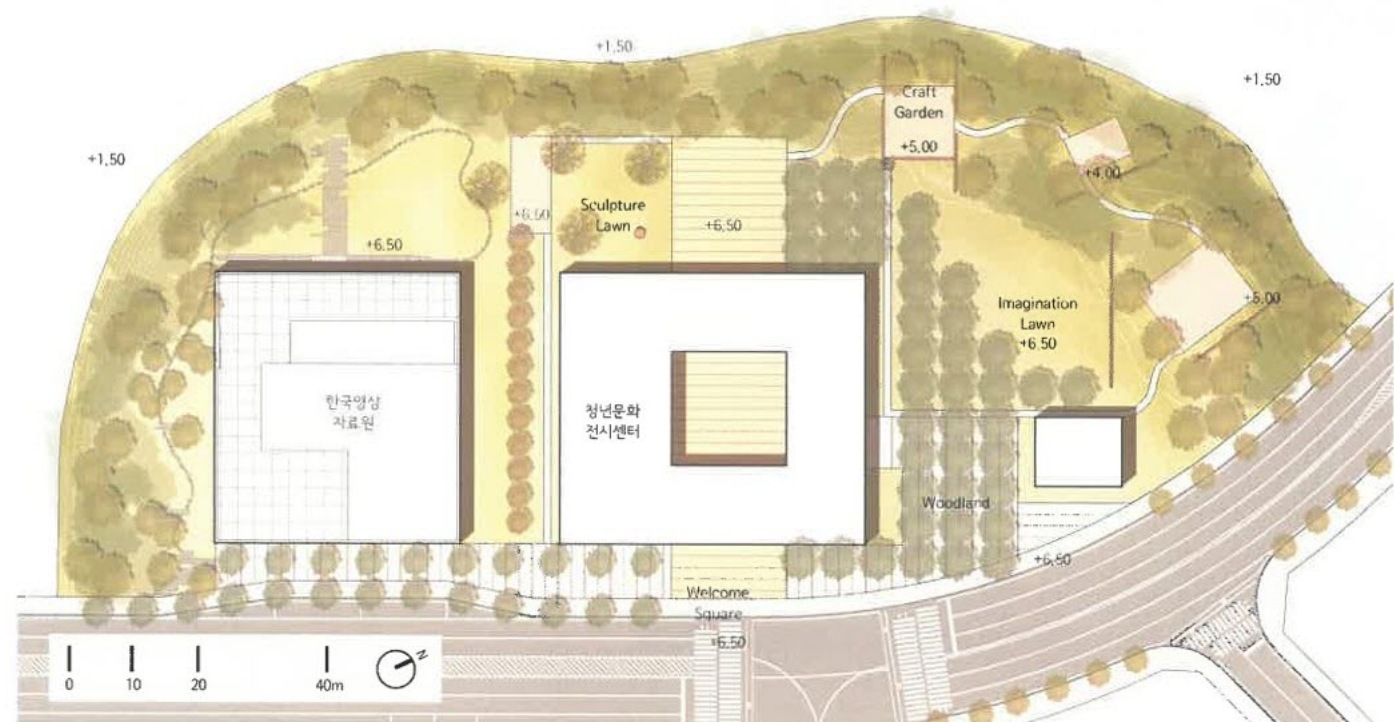 +1.50
+1.50
+1.50
Craft
Garden
+5.00
+4.00
Sculpture
Lawn
+6.50
+6.50
+6.50
Imagination
Lawn
+6.50
+5.00
한국영상
자료원
청년문화
전시센터
Woodland
+6.50
Welcome
Square
+6.50
0 10 20 40m
N